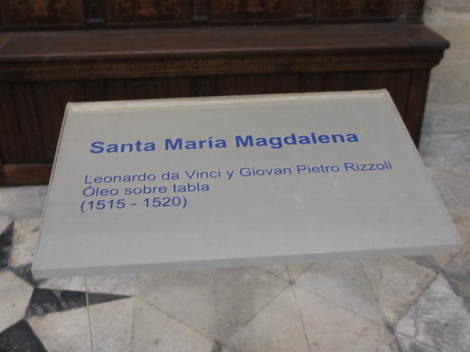 Santa María Magdalena
Leonardo da Vinci y Giovan Pietro Rizzoli
Óleo sobre tabla
(1515 - 1520)